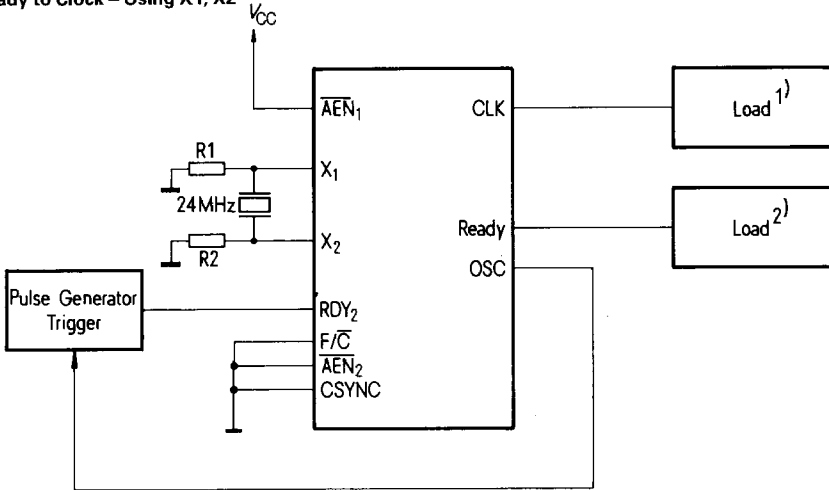 ady to Clock – Using X1, X2
VCC
AEN1
CLK
Load 1)
R1
X1
24MHz
X2
R2
Ready
Load 2)
OSC
Pulse Generator
Trigger
RDY2
F/C
AEN2
CSYNC